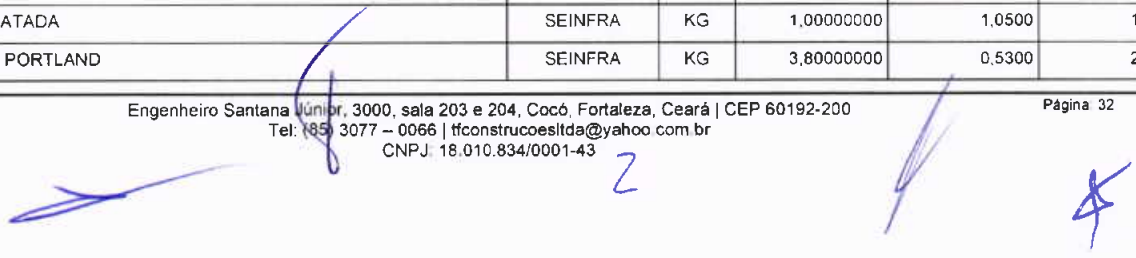 ATADA SEINFRA KG 1,00000000 1,0500 1
PORTLAND SEINFRA KG 3,80000000 0,5300 2
Engenheiro Santana Júnior, 3000, sala 203 e 204, Cocó, Fortaleza, Ceará | CEP 60192-200 Página: 32
Tel: (85) 3077 – 0066 | tfconstrucoesltda@yahoo.com.br
CNPJ: 18.010.834/0001-43
2